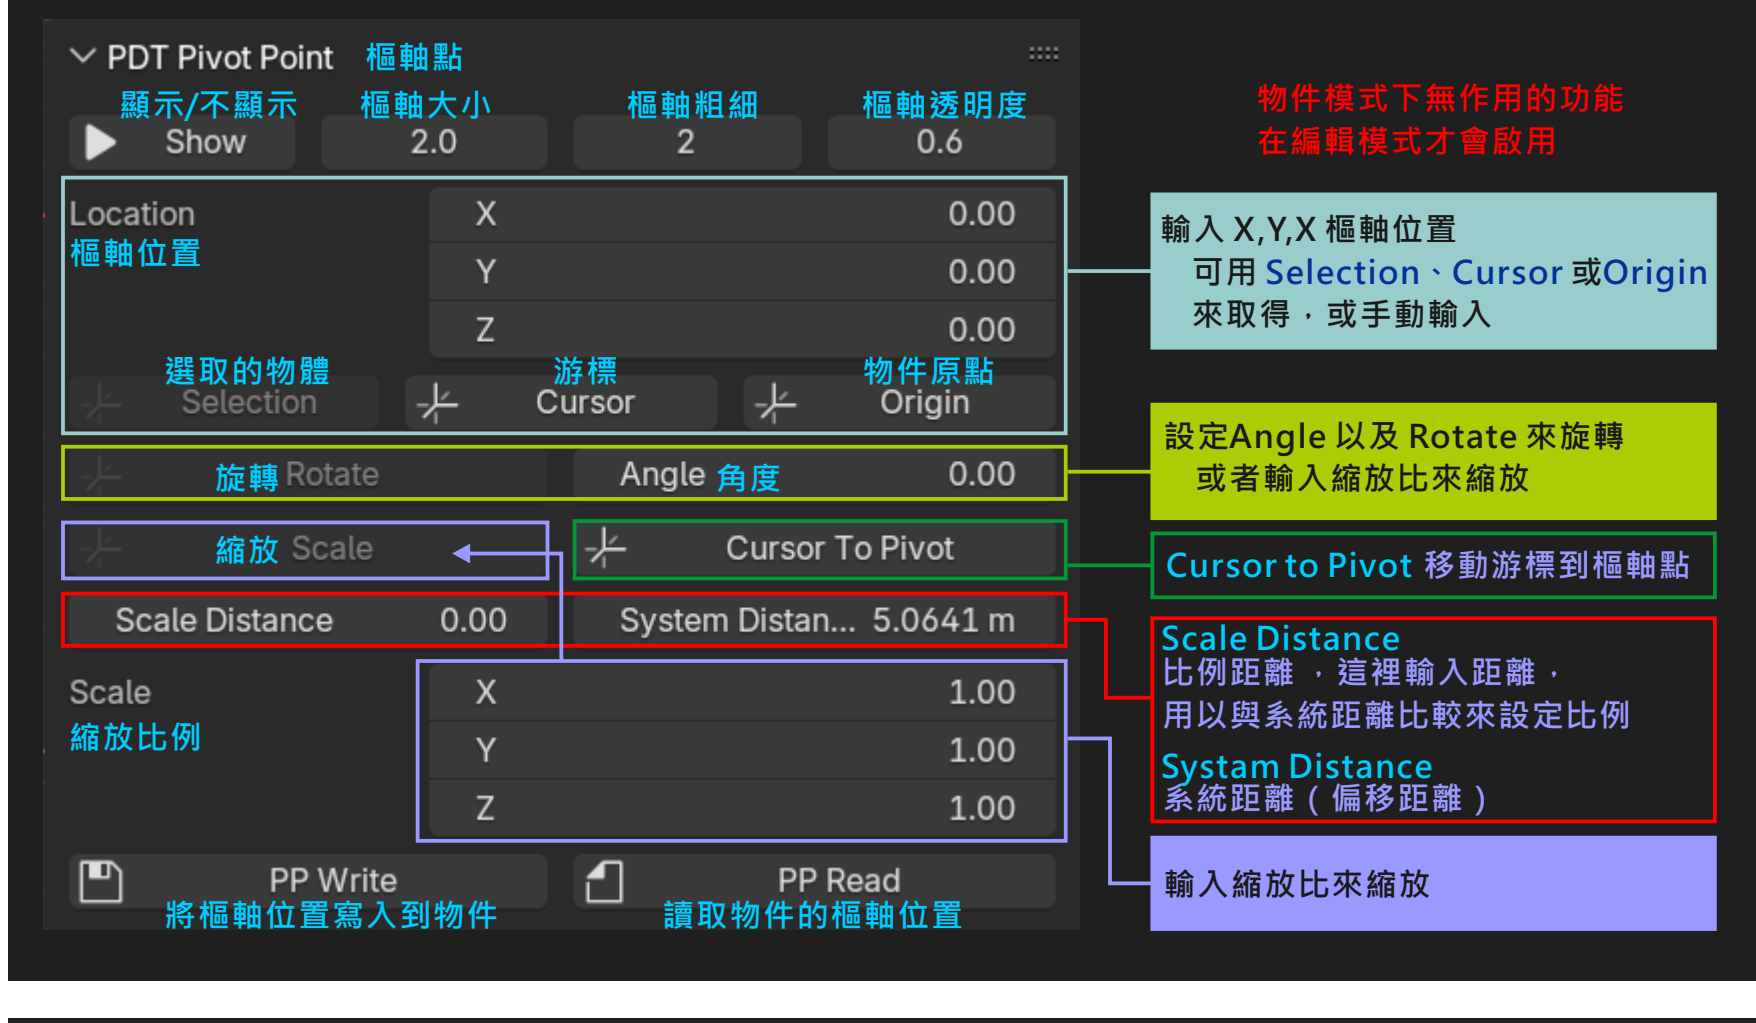 PDT Pivot Point 樞軸點
顯示/不顯示 樞軸大小 樞軸粗細 樞軸透明度
Show 2.0 2 0.6
Location X 0.00
樞軸位置
Y 0.00
Z 0.00
選取的物體 游標 物件原點
Selection Cursor Origin
旋轉 Rotate Angle 角度 0.00
縮放 Scale Cursor To Pivot
Scale Distance 0.00 System Distan... 5.0641 m
Scale X 1.00
縮放比例 Y 1.00
Z 1.00
PP Write PP Read
將樞軸位置寫入到物件 讀取物件的樞軸位置
物件模式下無作用的功能
在編輯模式才會啟用
輸入 X,Y,X 樞軸位置
可用 Selection、Cursor 或Origin
來取得，或手動輸入
設定Angle 以及 Rotate 來旋轉
或者輸入縮放比來縮放
Cursor to Pivot 移動游標到樞軸點
Scale Distance
比例距離，這裡輸入距離，
用以與系統距離比較來設定比例
Systam Distance
系統距離(偏移距離)
輸入縮放比來縮放